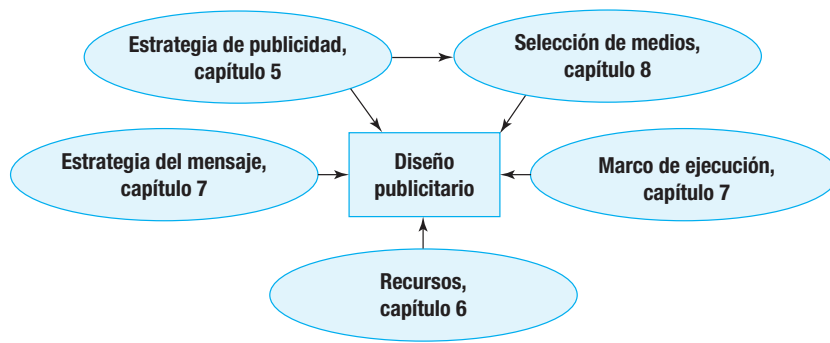 Estrategia de publicidad,
capítulo 5
Selección de medios,
capítulo 8
Estrategia del mensaje,
capítulo 7
Diseño
publicitario
Marco de ejecución,
capítulo 7
Recursos,
capítulo 6